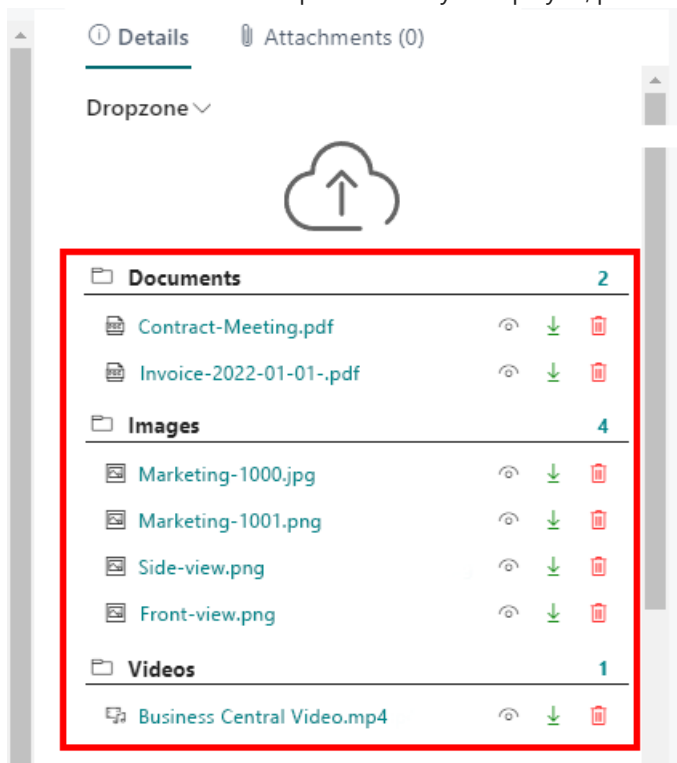 Details Attachments (0)
Dropzone
Documents 2
Contract-Meeting.pdf
Invoice-2022-01-01-.pdf
Images 4
Marketing-1000.jpg
Marketing-1001.png
Side-view.png
Front-view.png
Videos 1
Business Central Video.mp4